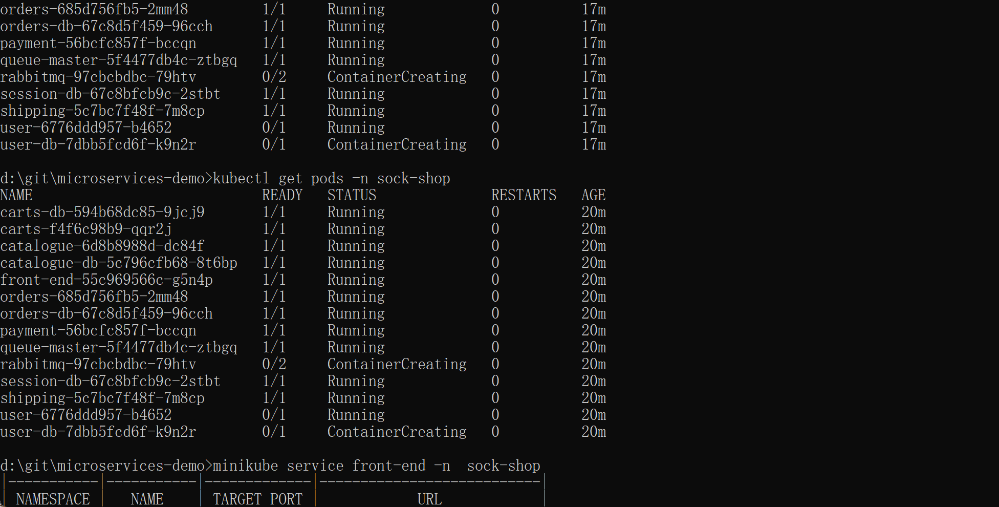 orders-685d756fb5-2mm48 1/1 Running 0 17m
orders-db-67c8d5f459-96cch 1/1 Running 0 17m
payment-56bcfc857f-bccqn 1/1 Running 0 17m
queue-master-5f4477db4c-ztbgq 1/1 Running 0 17m
rabbitmq-97cbcbdbc-79htv 0/2 ContainerCreating 0 17m
session-db-67c8bfcb9c-2stbt 1/1 Running 0 17m
shipping-5c7bc7f48f-7m8cp 1/1 Running 0 17m
user-6776ddd957-b4652 0/1 Running 0 17m
user-db-7dbb5fcd6f-k9n2r 0/1 ContainerCreating 0 17m
d:\git\microservices-demo>kubectl get pods -n sock-shop
NAME READY STATUS RESTARTS AGE
carts-db-594b68dc85-9jcj9 1/1 Running 0 20m
carts-f4f6c98b9-qqr2j 1/1 Running 0 20m
catalogue-6d8b8988d-dc84f 1/1 Running 0 20m
catalogue-db-5c796cfb68-8t6bp 1/1 Running 0 20m
front-end-55c969566c-g5n4p 1/1 Running 0 20m
orders-685d756fb5-2mm48 1/1 Running 0 20m
orders-db-67c8d5f459-96cch 1/1 Running 0 20m
payment-56bcfc857f-bccqn 1/1 Running 0 20m
queue-master-5f4477db4c-ztbgq 1/1 Running 0 20m
rabbitmq-97cbcbdbc-79htv 0/2 ContainerCreating 0 20m
session-db-67c8bfcb9c-2stbt 1/1 Running 0 20m
shipping-5c7bc7f48f-7m8cp 1/1 Running 0 20m
user-6776ddd957-b4652 0/1 Running 0 20m
user-db-7dbb5fcd6f-k9n2r 0/1 ContainerCreating 0 20m
d:\git\microservices-demo>minikube service front-end -n  sock-shop
|-----------|-----------|-------------|---------------------------|
| NAMESPACE | NAME | TARGET PORT | URL |